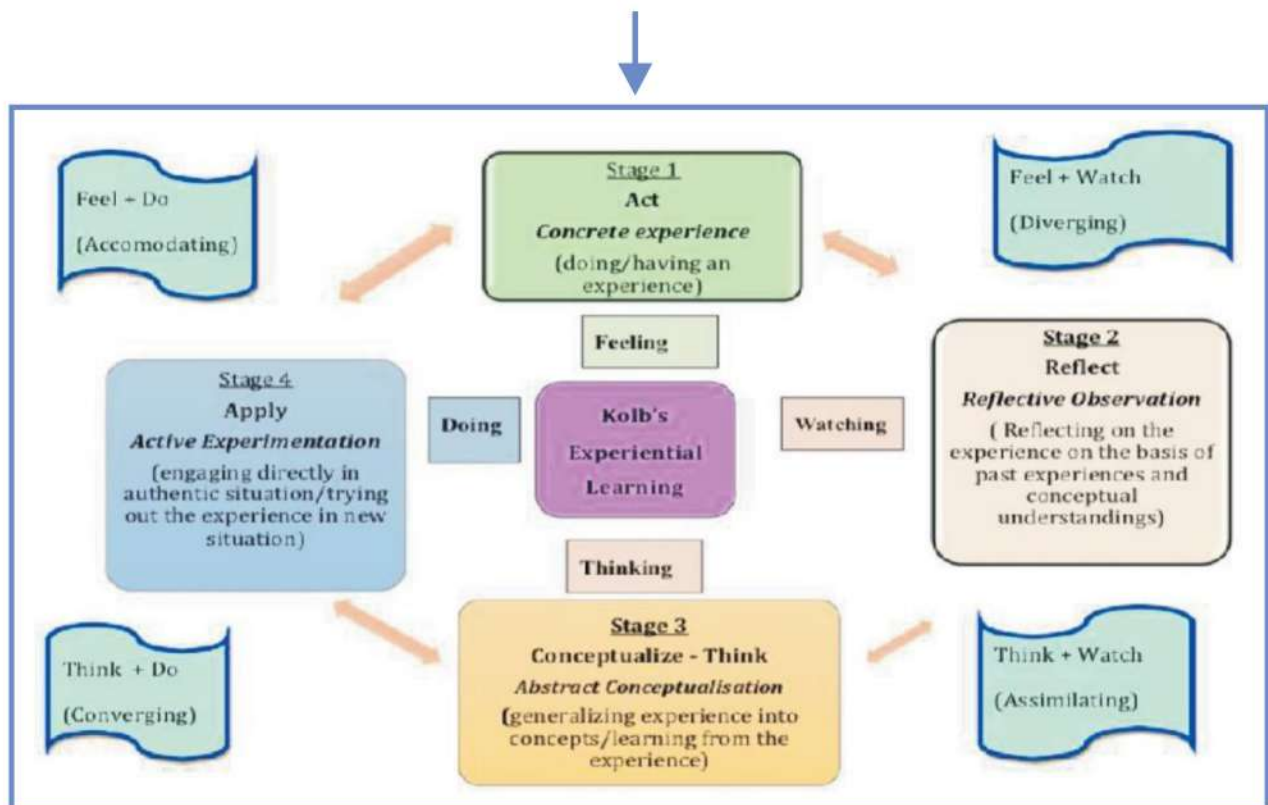 Feel + Do
(Accomodating)
Stage 1
Act
Concrete experience
(doing/having an
experience)
Feel + Watch
(Diverging)
Feeling
Stage 4
Apply
Active Experimentation
(engaging directly in
authentic situation/trying
out the experience in new
situation)
Doing
Kolb's
Experiential
Learning
Watching
Stage 2
Reflect
Reflective Observation
( Reflecting on the
experience on the basis of
past experiences and
conceptual
understandings)
Thinking
Think + Do
(Converging)
Stage 3
Conceptualize - Think
Abstract Conceptualisation
(generalizing experience into
concepts/learning from the
experience)
Think + Watch
(Assimilating)